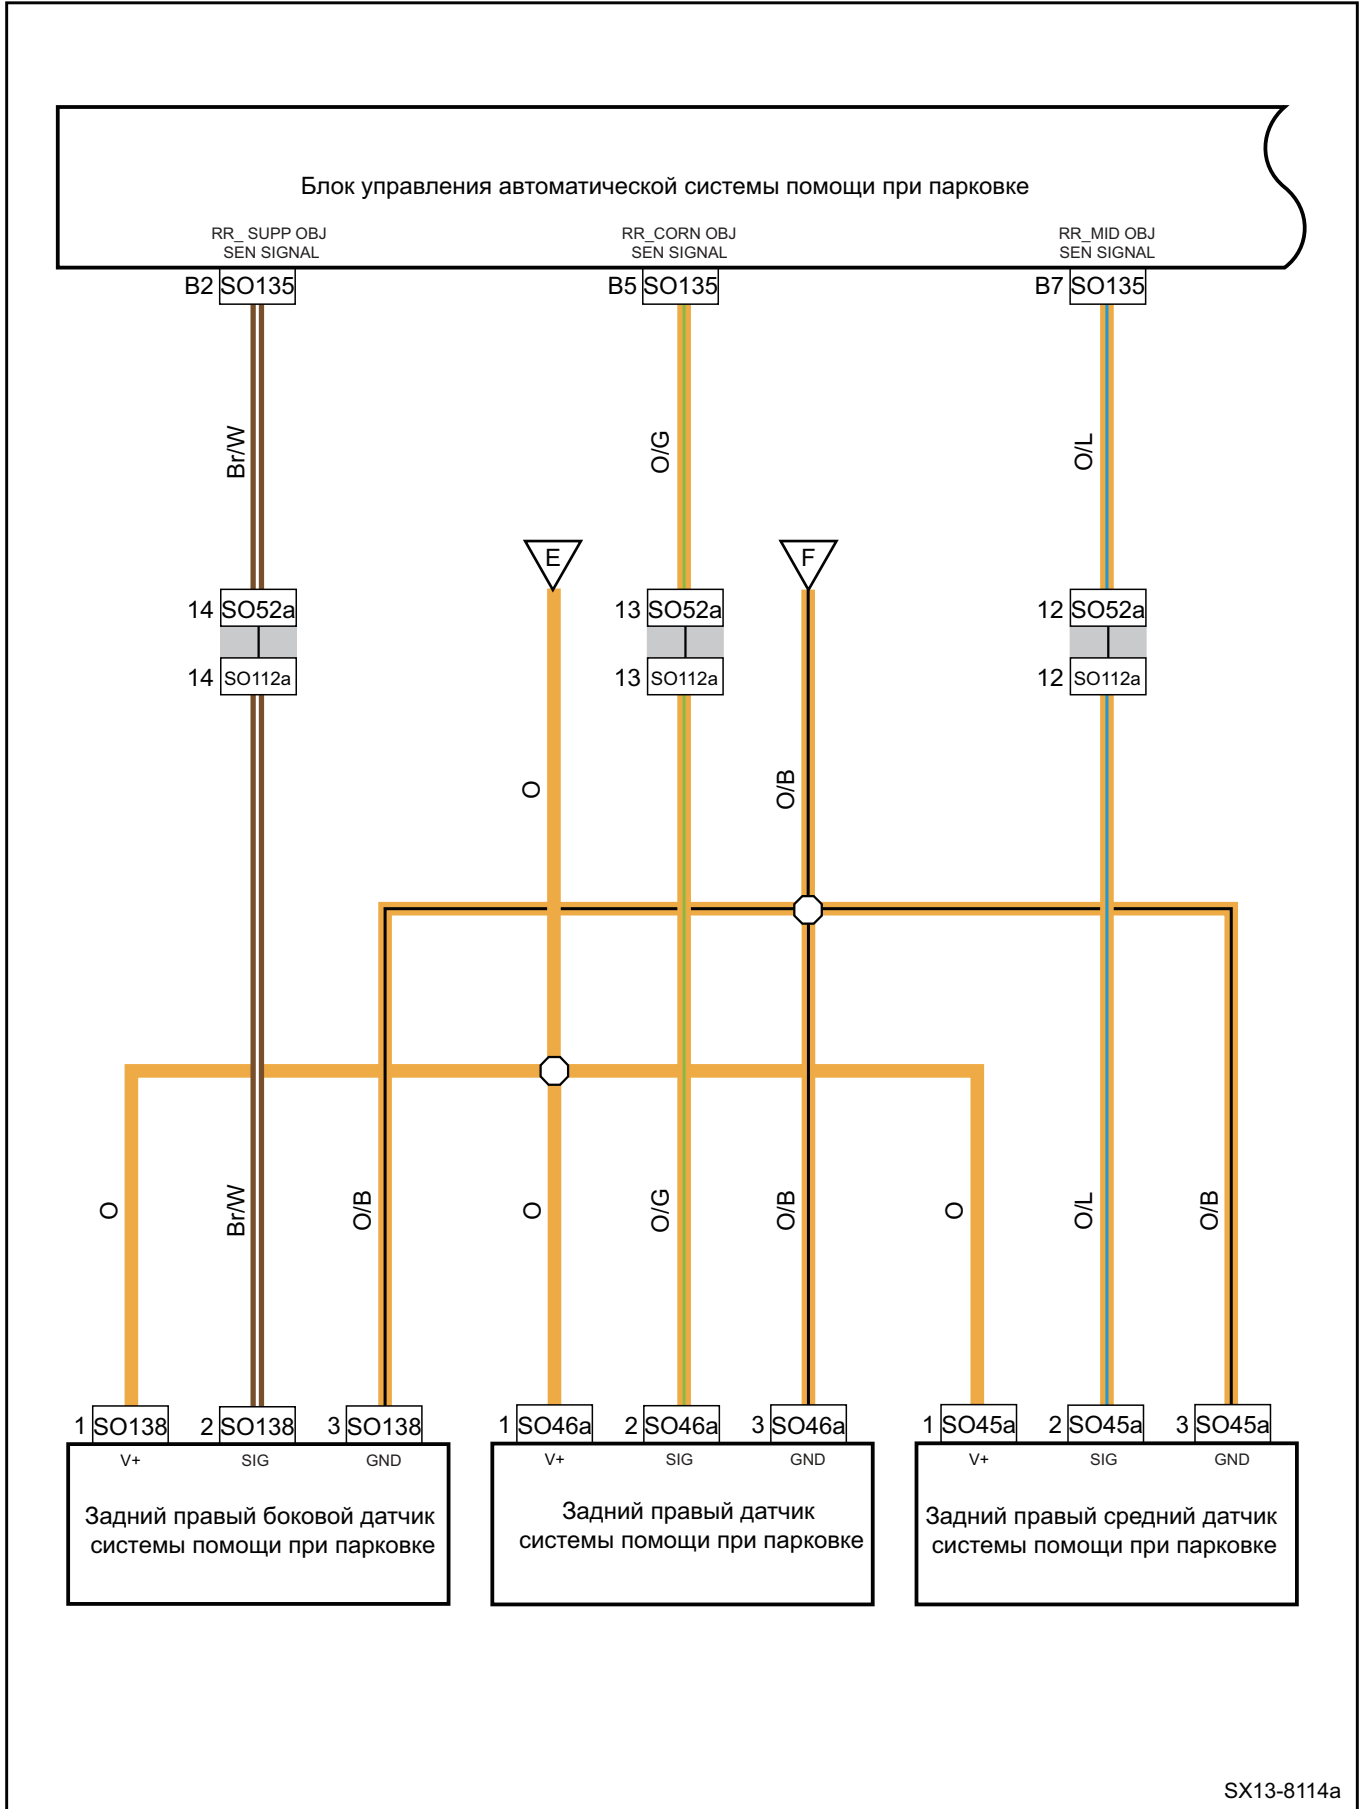 Блок управления автоматической системы помощи при парковке
RR_ SUPP OBJ
SEN SIGNAL
RR_CORN OBJ
SEN SIGNAL
RR_MID OBJ
SEN SIGNAL
B2 SO135
B5 SO135
B7 SO135
Br/W
O/G
O/L
E
F
14 SO52a
13 SO52a
12 SO52a
14 SO112a
13 SO112a
12 SO112a
O
O/B
O
Br/W
O/B
O
O/G
O/B
O
O/L
O/B
1 SO138
2 SO138
3 SO138
1 SO46a
2 SO46a
3 SO46a
1 SO45a
2 SO45a
3 SO45a
V+
SIG
GND
V+
SIG
GND
V+
SIG
GND
Задний правый боковой датчик
системы помощи при парковке
Задний правый датчик
системы помощи при парковке
Задний правый средний датчик
системы помощи при парковке
SX13-8114a